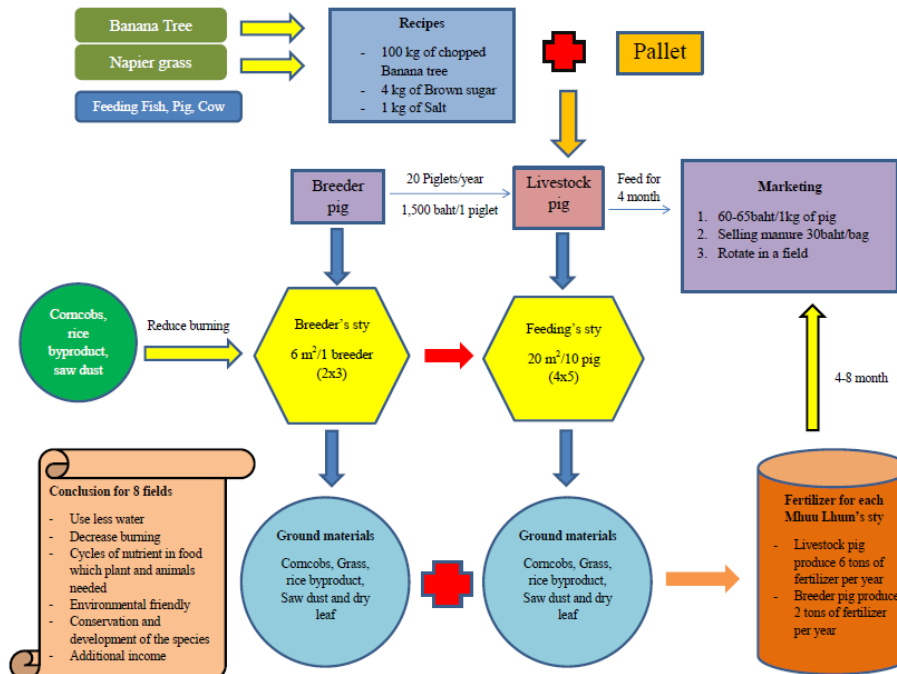 Banana Tree
Napier grass
Feeding Fish, Pig, Cow
Recipes
- 100 kg of chopped
Banana tree
- 4 kg of Brown sugar
- 1 kg of Salt
Pallet
Breeder
pig
20 Piglets/year
1,500 baht/1 piglet
Livestock
pig
Feed for
4 month
Marketing
1. 60-65baht/1kg of pig
2. Selling manure 30baht/bag
3. Rotate in a field
Corncobs,
rice
byproduct,
saw dust
Reduce burning
Breeder's sty
6 m²/1 breeder
(2x3)
Feeding's sty
20 m²/10 pig
(4x5)
4-8 month
Conclusion for 8 fields
- Use less water
- Decrease burning
- Cycles of nutrient in food
which plant and animals
needed
- Environmental friendly
- Conservation and
development of the species
- Additional income
Ground materials
Corncobs, Grass,
rice byproduct,
Saw dust and dry
leaf
Ground materials
Corncobs, Grass,
rice byproduct,
Saw dust and dry
leaf
Fertilizer for each
Mhuu Lhum's sty
- Livestock pig
produce 6 tons of
fertilizer per year
- Breeder pig produce
2 tons of fertilizer
per year